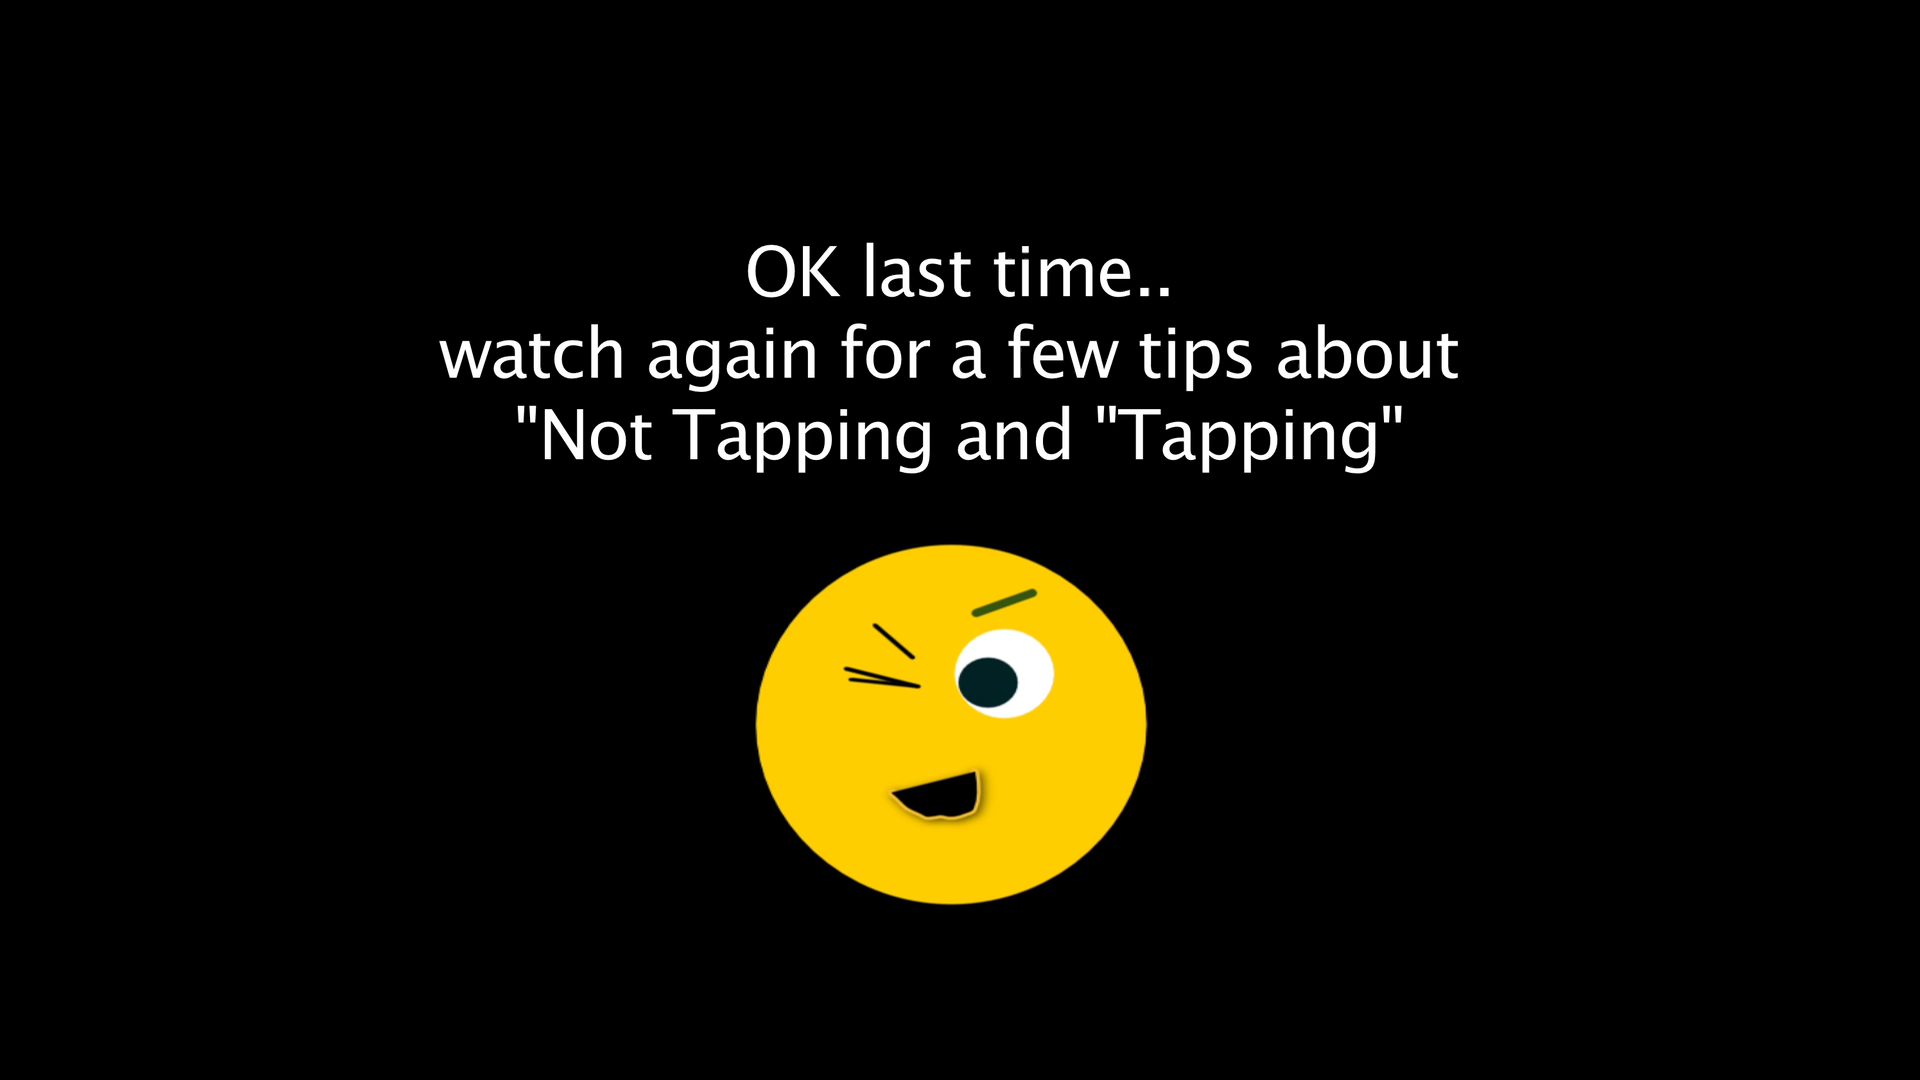 OK last time..
watch again for a few tips about
"Not Tapping and "Tapping"